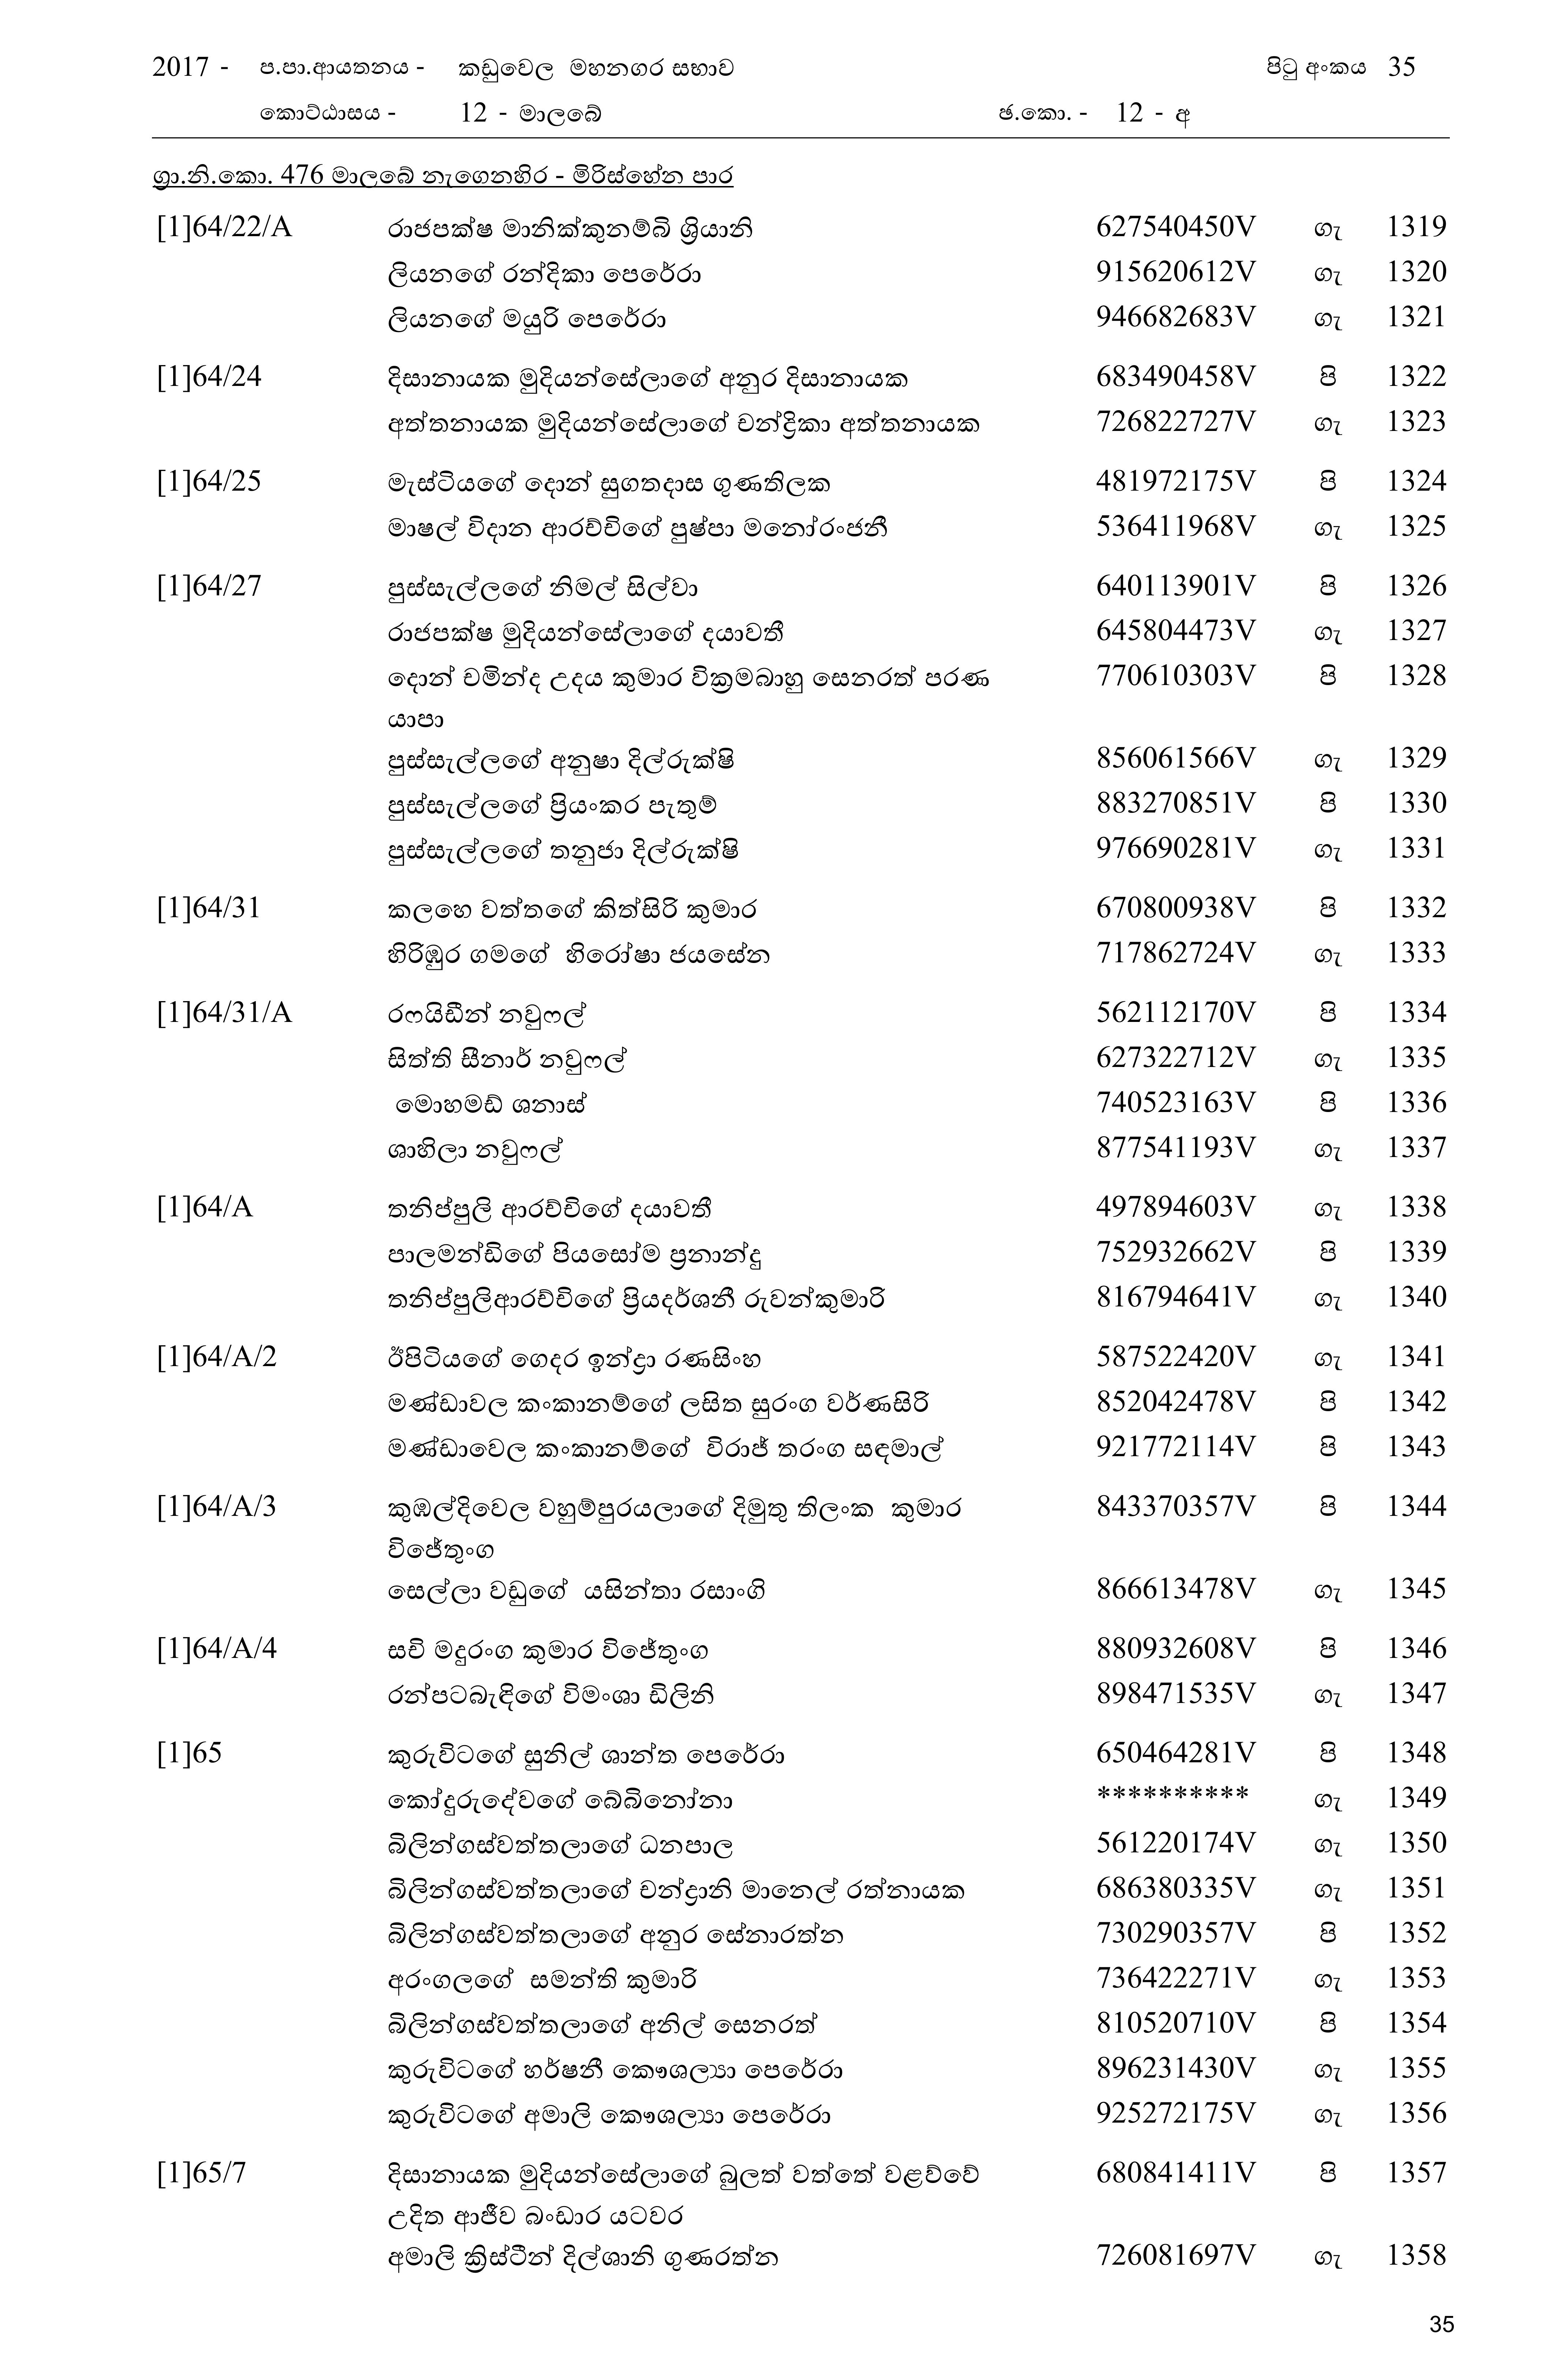 2017 - ප.පා.ආයතනය - කඩුවෙල මහනගර සභාව පිටු අංකය 35
කොට්ඨාසය - 12 - මාලබේ ඡ.කො. - 12 - අ
ග්‍රා.නි.කො. 476 මාලබේ නැගෙනහිර - මිරිස්හේන පාර
[1]64/22/A රාජපක්ෂ මානික්කුනම්බි ශ්‍රියානි 627540450V ගැ 1319
ලියනගේ රන්දිකා පෙරේරා 915620612V ගැ 1320
ලියනගේ මයුරි පෙරේරා 946682683V ගැ 1321
[1]64/24 දිසානායක මුදියන්සේලාගේ අනුර දිසානායක 683490458V පි 1322
අත්තනායක මුදියන්සේලාගේ චන්ද්‍රිකා අත්තනායක 726822727V ගැ 1323
[1]64/25 මැස්ටියගේ දොන් සුගතදාස ගුණතිලක 481972175V පි 1324
මාෂල් විදාන ආරච්චිගේ පුෂ්පා මනෝරංජනී 536411968V ගැ 1325
[1]64/27 පුස්සැල්ලගේ නිමල් සිල්වා 640113901V පි 1326
රාජපක්ෂ මුදියන්සේලාගේ දයාවතී 645804473V ගැ 1327
දොන් චමින්ද උදය කුමාර වික්‍රමබාහු සෙනරත් පරණ 770610303V පි 1328
යාපා
පුස්සැල්ලගේ අනුෂා දිල්රුක්ෂි 856061566V ගැ 1329
පුස්සැල්ලගේ ප්‍රියංකර පැතුම් 883270851V පි 1330
පුස්සැල්ලගේ තනුජා දිල්රුක්ෂි 976690281V ගැ 1331
[1]64/31 කලහෙ වත්තගේ කිත්සිරි කුමාර 670800938V පි 1332
හිරිඹුර ගමගේ හිරෝෂා ජයසේන 717862724V ගැ 1333
[1]64/31/A රෆයිඩීන් නවුෆල් 562112170V පි 1334
සිත්ති සීනාර් නවුෆල් 627322712V ගැ 1335
මොහමඩ් ශනාස් 740523163V පි 1336
ශාහිලා නවුෆල් 877541193V ගැ 1337
[1]64/A තනිප්පුලි ආරච්චිගේ දයාවතී 497894603V ගැ 1338
පාලමන්ඩිගේ පියසෝම ප්‍රනාන්දු 752932662V පි 1339
තනිප්පුලිආරච්චිගේ ප්‍රියදර්ශනී රුවන්කුමාරි 816794641V ගැ 1340
[1]64/A/2 ඊපිටියගේ ගෙදර ඉන්ද්‍රා රණසිංහ 587522420V ගැ 1341
මණ්ඩාවල කංකානම්ගේ ලසිත සුරංග වර්ණසිරි 852042478V පි 1342
මණ්ඩාවෙල කංකානම්ගේ විරාජ් තරංග සඳමාල් 921772114V පි 1343
[1]64/A/3 කුඹල්දිවෙල වහුම්පුරයලාගේ දිමුතු තිලංක කුමාර 843370357V පි 1344
විජේතුංග
සෙල්ලා වඩුගේ යසින්තා රසාංගි 866613478V ගැ 1345
[1]64/A/4 සචි මදුරංග කුමාර විජේතුංග 880932608V පි 1346
රන්පටබැඳිගේ විමංශා ඩිලිනි 898471535V ගැ 1347
[1]65 කුරුවිටගේ සුනිල් ශාන්ත පෙරේරා 650464281V පි 1348
කෝදුරුදේවගේ බේබිනෝනා ********** ගැ 1349
බිලින්ගස්වත්තලාගේ ධනපාල 561220174V ගැ 1350
බිලින්ගස්වත්තලාගේ චන්ද්‍රානි මානෙල් රත්නායක 686380335V ගැ 1351
බිලින්ගස්වත්තලාගේ අනුර සේනාරත්න 730290357V පි 1352
අරංගලගේ සමන්ති කුමාරි 736422271V ගැ 1353
බිලින්ගස්වත්තලාගේ අනිල් සෙනරත් 810520710V පි 1354
කුරුවිටගේ හර්ෂනී කෞශල්‍යා පෙරේරා 896231430V ගැ 1355
කුරුවිටගේ අමාලි කෞශල්‍යා පෙරේරා 925272175V ගැ 1356
[1]65/7 දිසානායක මුදියන්සේලාගේ බුලත් වත්තේ වළව්වේ 680841411V පි 1357
උදිත ආජීව බංඩාර යටවර
අමාලි ක්‍රිස්ටීන් දිල්ශානි ගුණරත්න 726081697V ගැ 1358
35